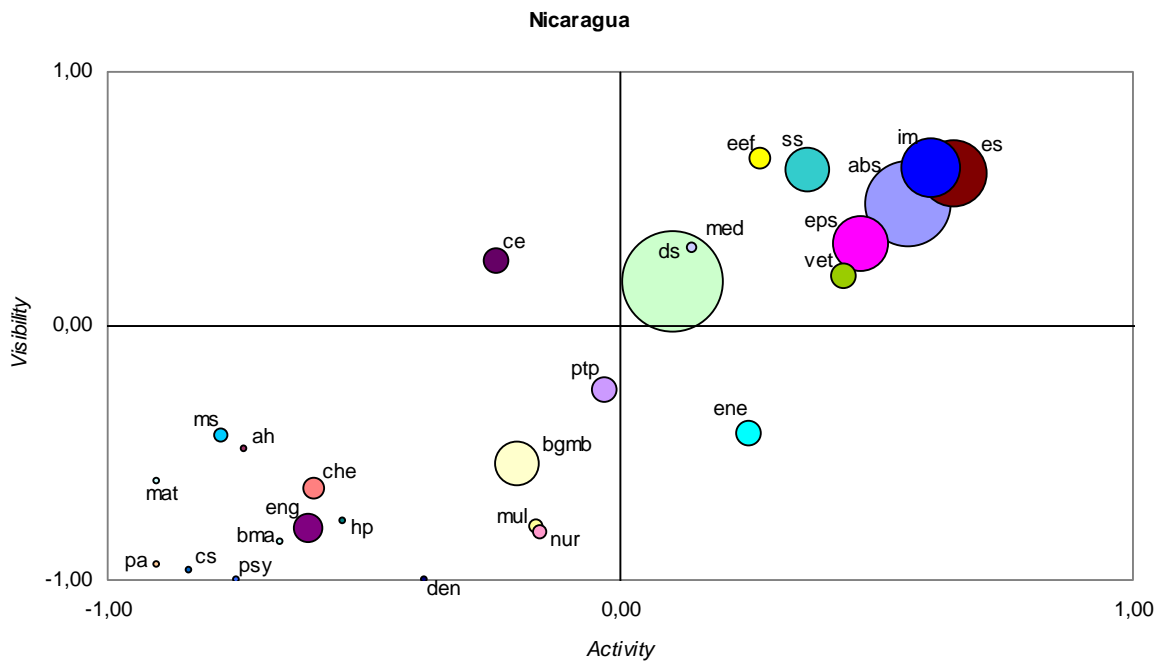 Nicaragua
1,00
im
es
eef
ss
abs
eps
med
ds
ce
vet
0,00
Visibility
ptp
ene
ms
ah
bgmb
che
mat
eng
mul
hp
bma
nur
cs
pa
psy
den
-1,00
-1,00
0,00
1,00
Activity